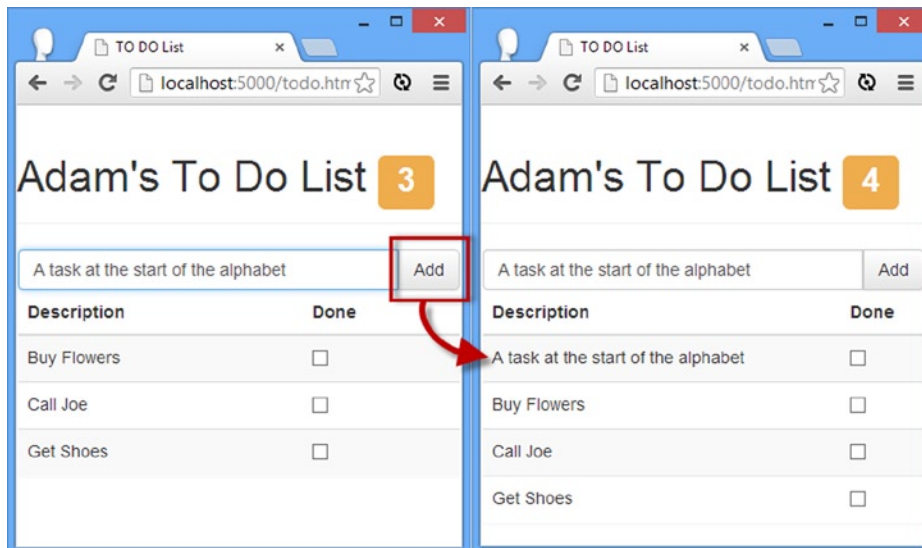 TO DO List
localhost:5000/todo.htm
Adam's To Do List 3
A task at the start of the alphabet Add
Description Done
Buy Flowers
Call Joe
Get Shoes
TO DO List
localhost:5000/todo.htm
Adam's To Do List 4
A task at the start of the alphabet Add
Description Done
A task at the start of the alphabet
Buy Flowers
Call Joe
Get Shoes